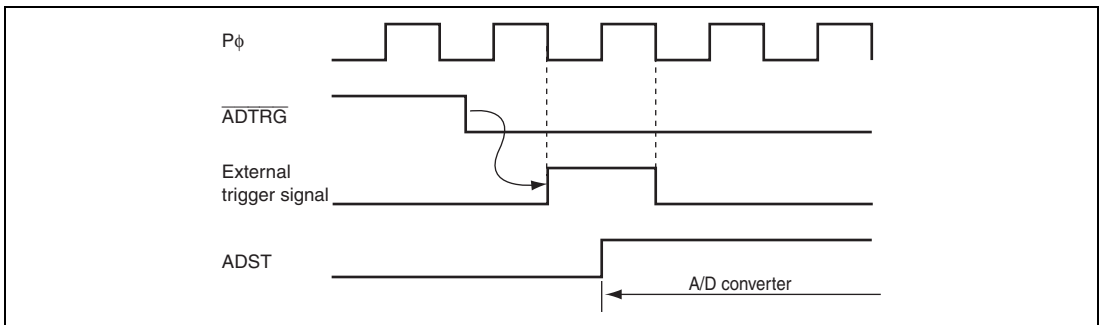 Pϕ
ADTRG
External
trigger signal
ADST
A/D converter